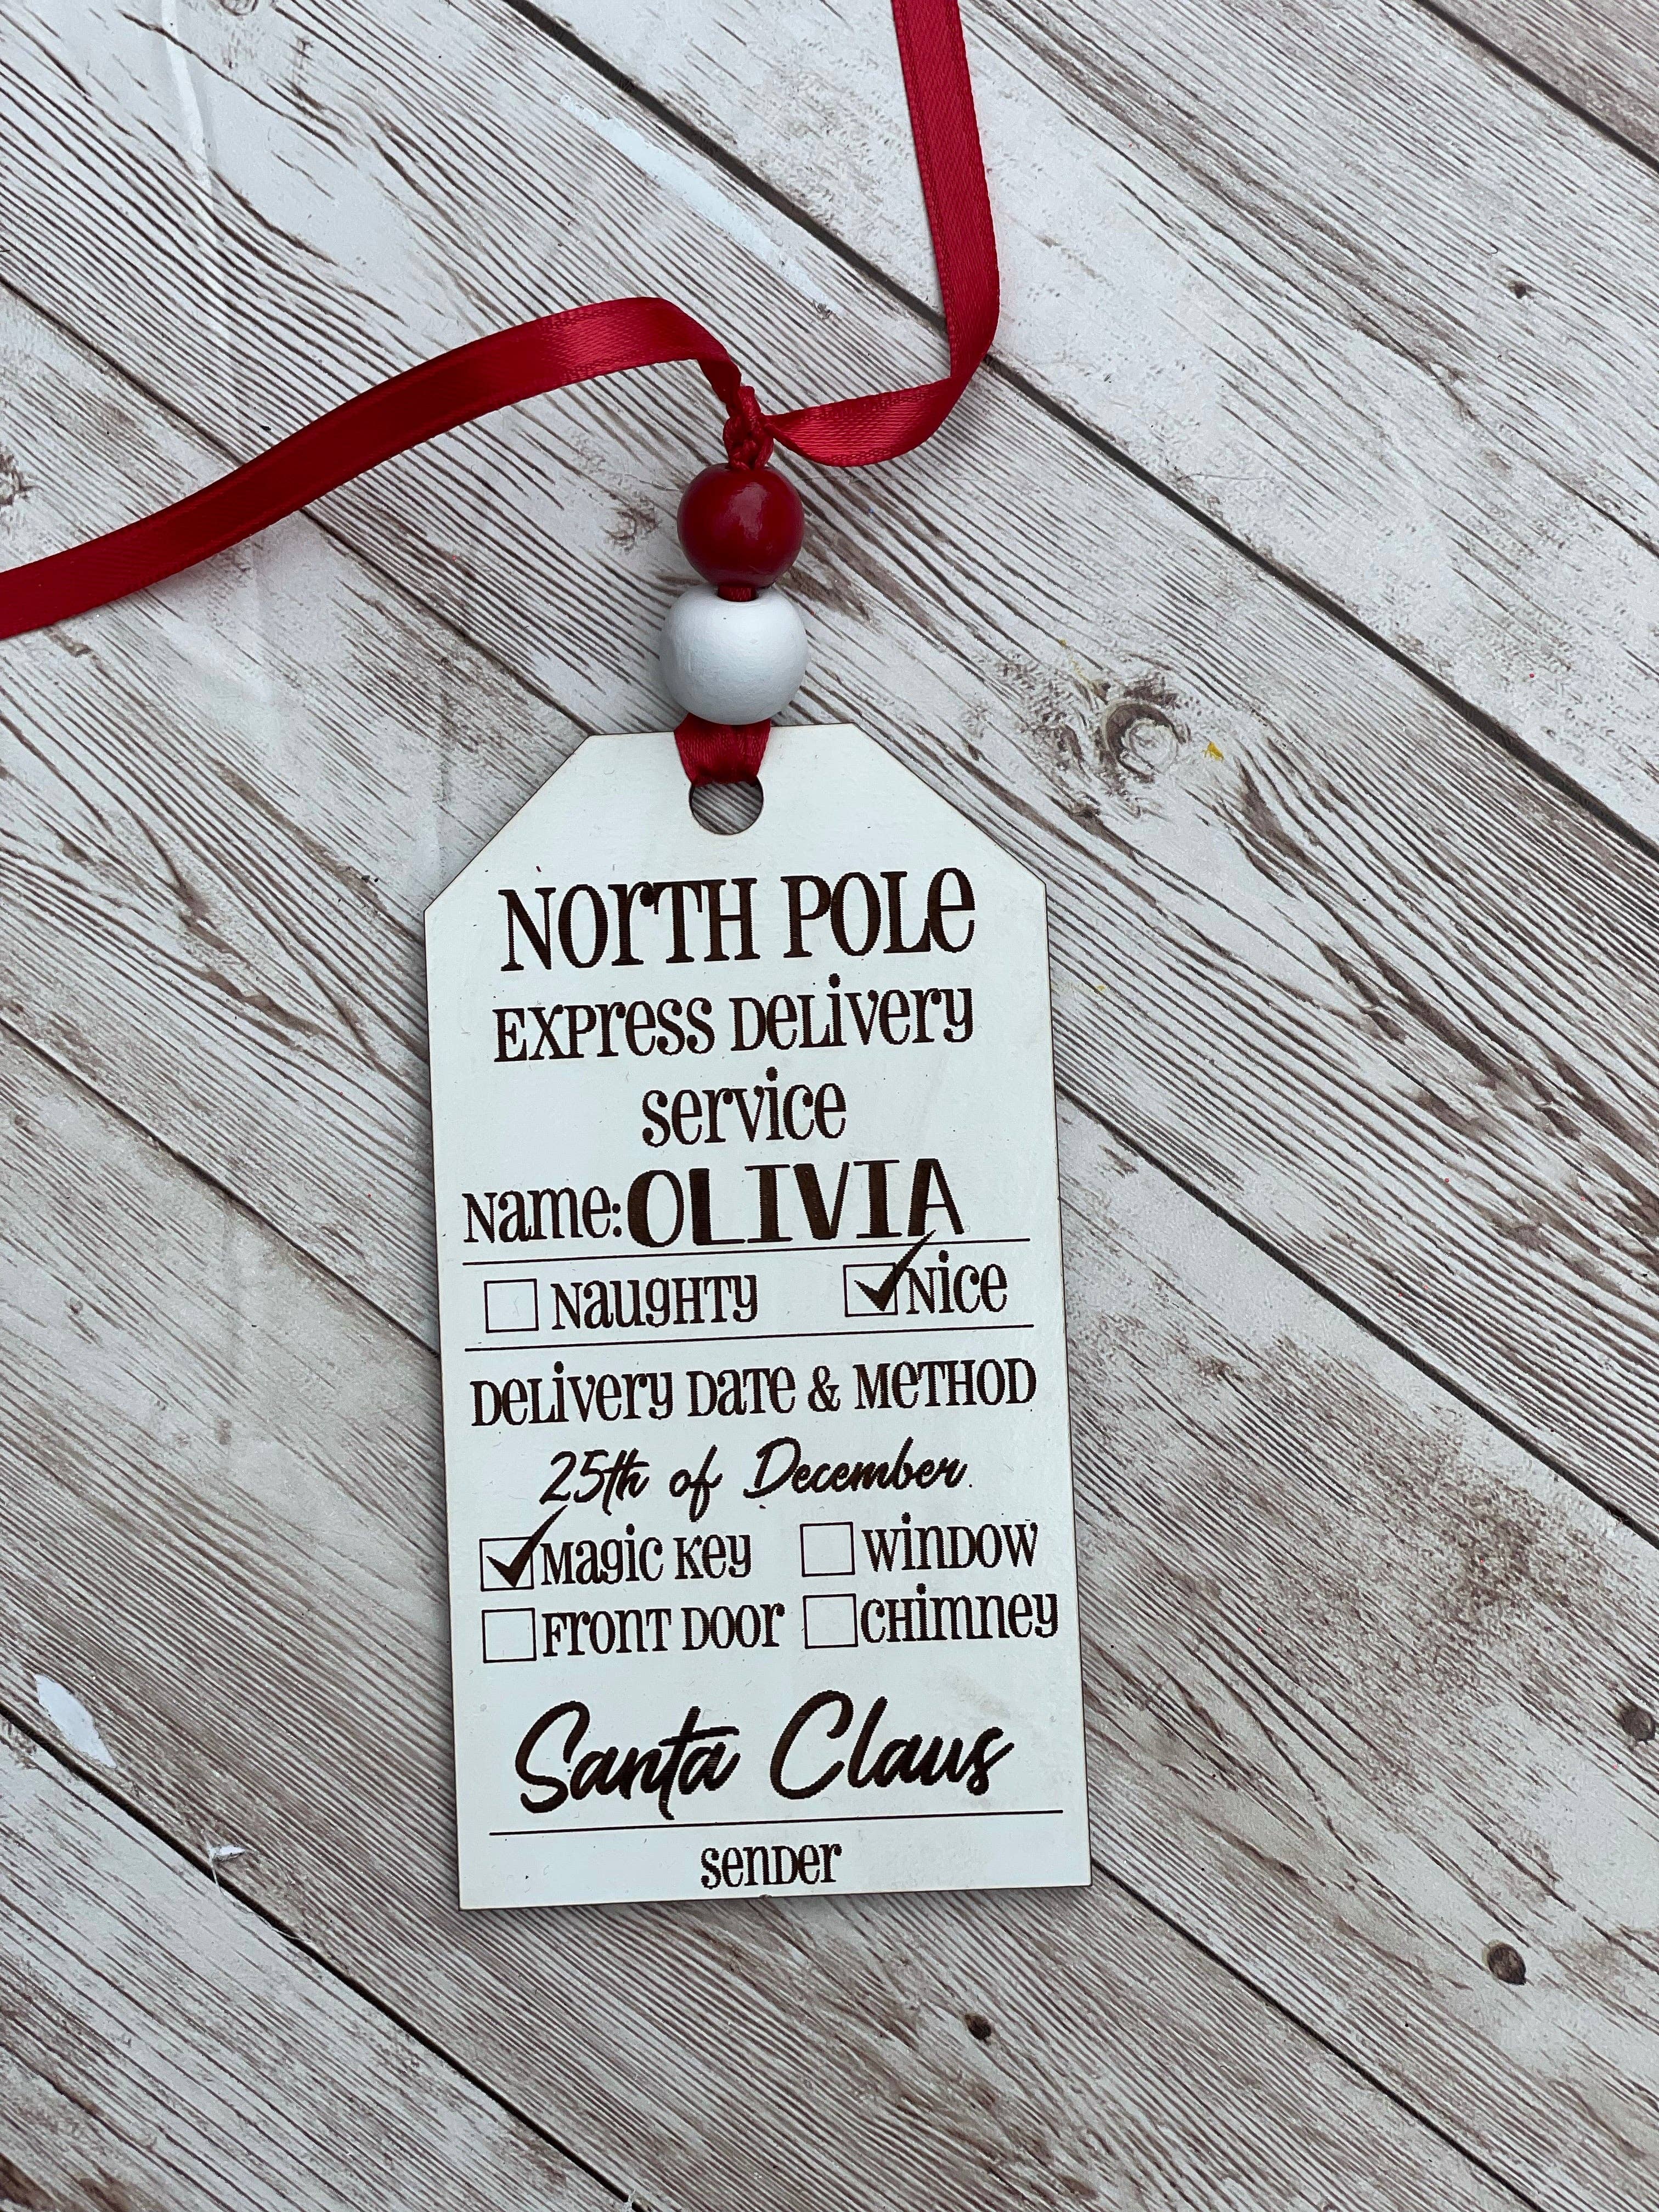 NORTH POLE
EXPRESS DELIVERY
SERVICE
NAME: OLIVIA
NAUGHTY NICE
DELIVERY DATE & METHOD
25th of December
MAGIC KEY WINDOW
FRONT DOOR CHIMNEY
Santa Claus
SENDER